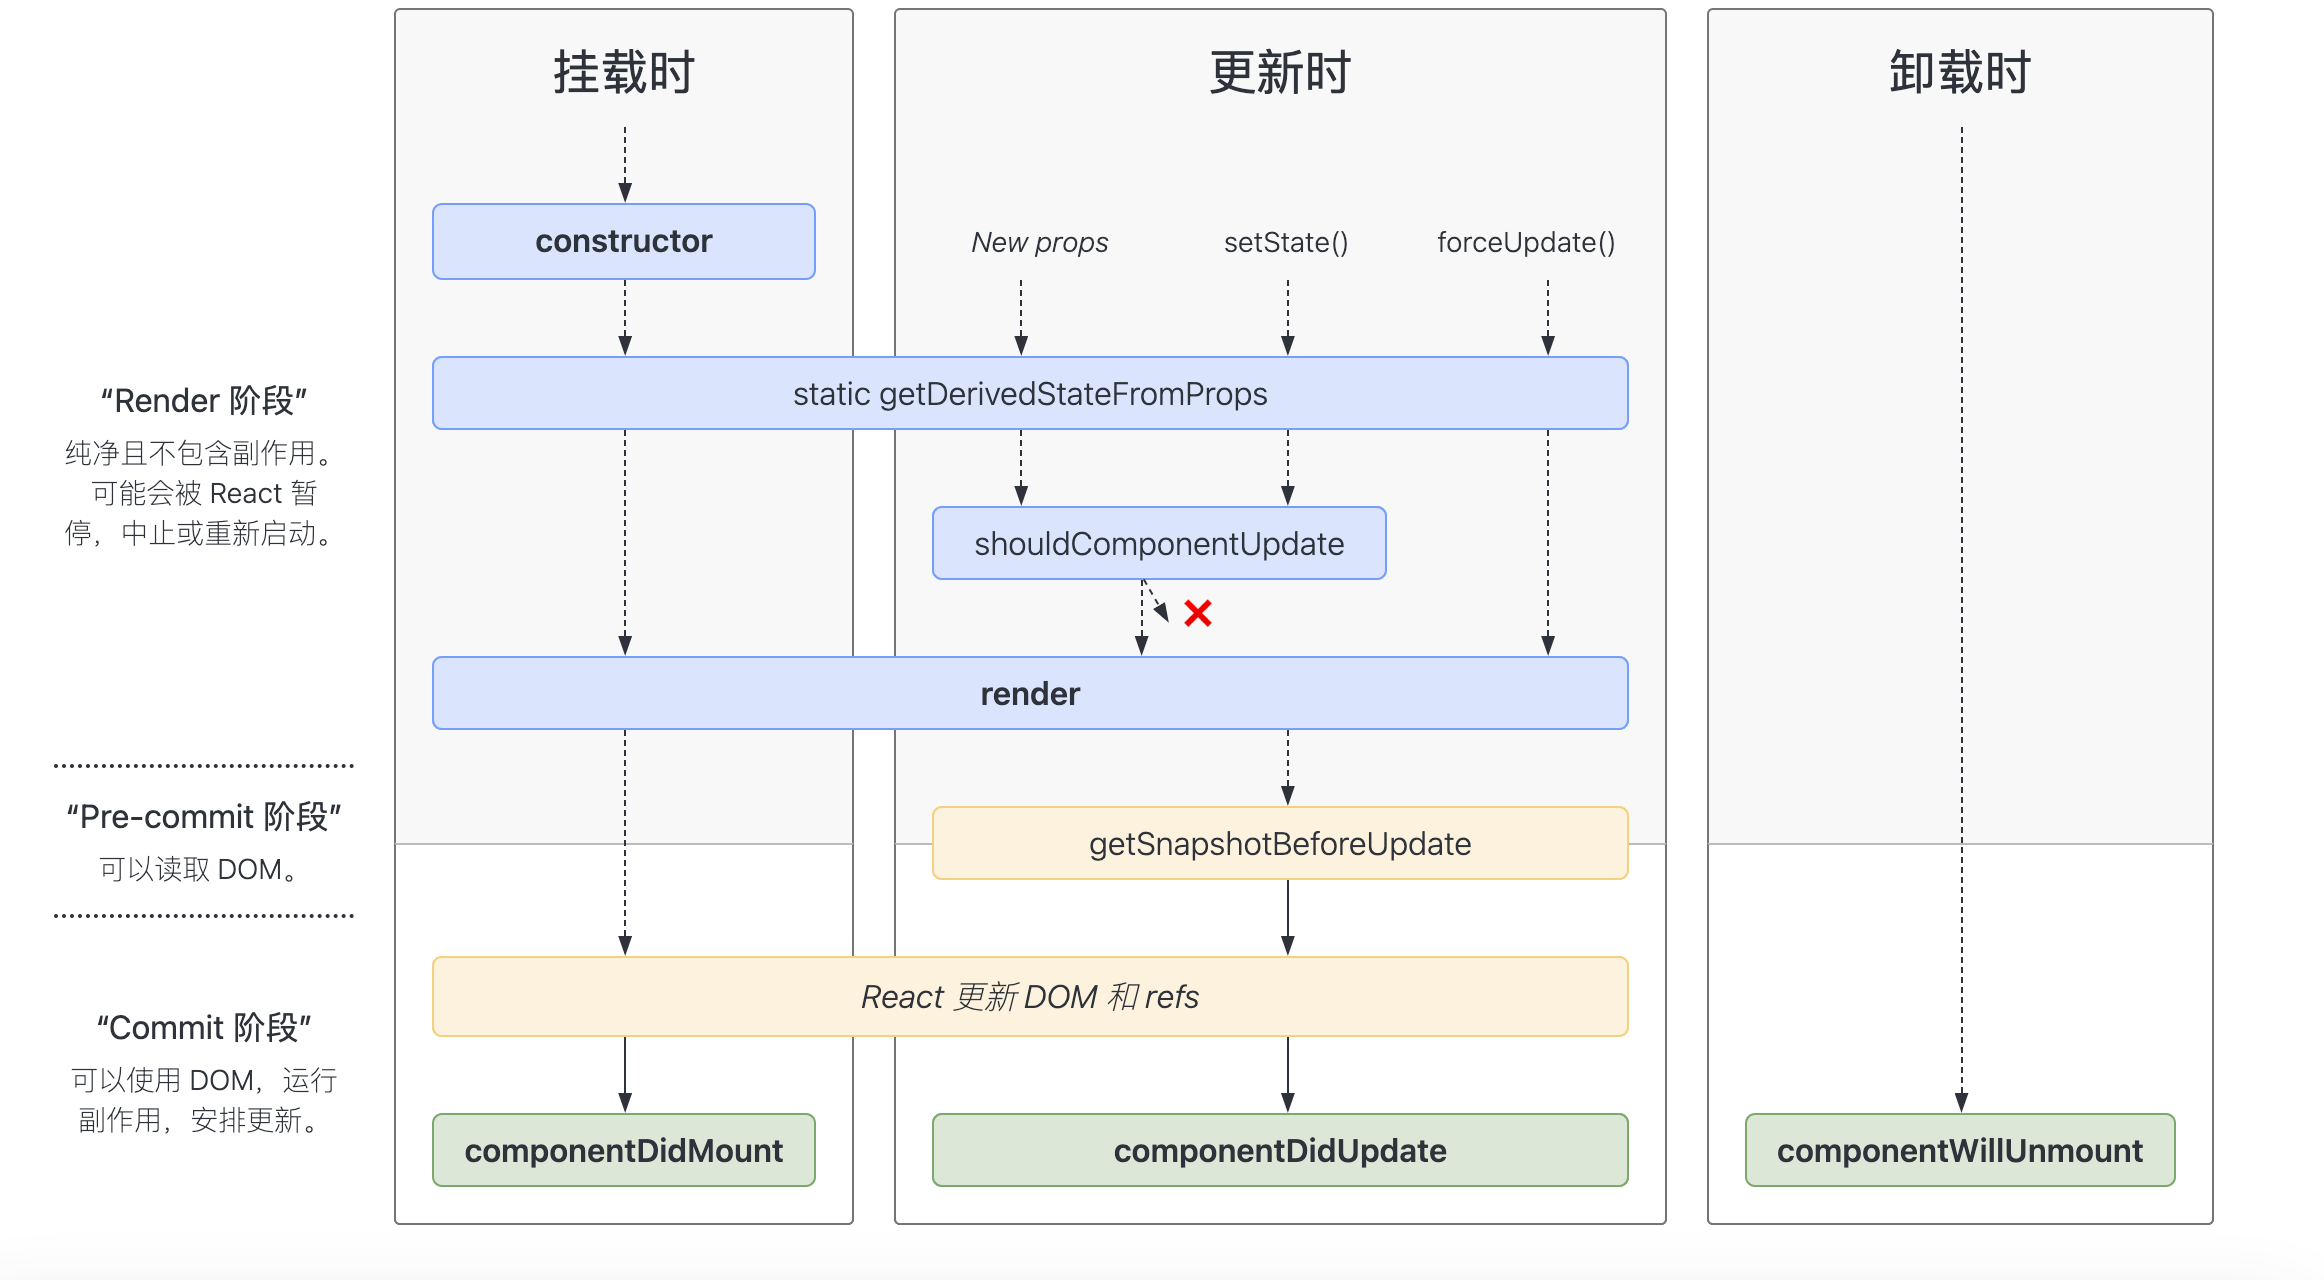 挂载时
更新时
卸载时
constructor
New props
setState()
forceUpdate()
static getDerivedStateFromProps
“Render 阶段”
纯净且不包含副作用。
可能会被 React 暂
停，中止或重新启动。
shouldComponentUpdate
render
“Pre-commit 阶段”
可以读取 DOM。
getSnapshotBeforeUpdate
React 更新 DOM 和 refs
“Commit 阶段”
可以使用 DOM，运行
副作用，安排更新。
componentDidMount
componentDidUpdate
componentWillUnmount